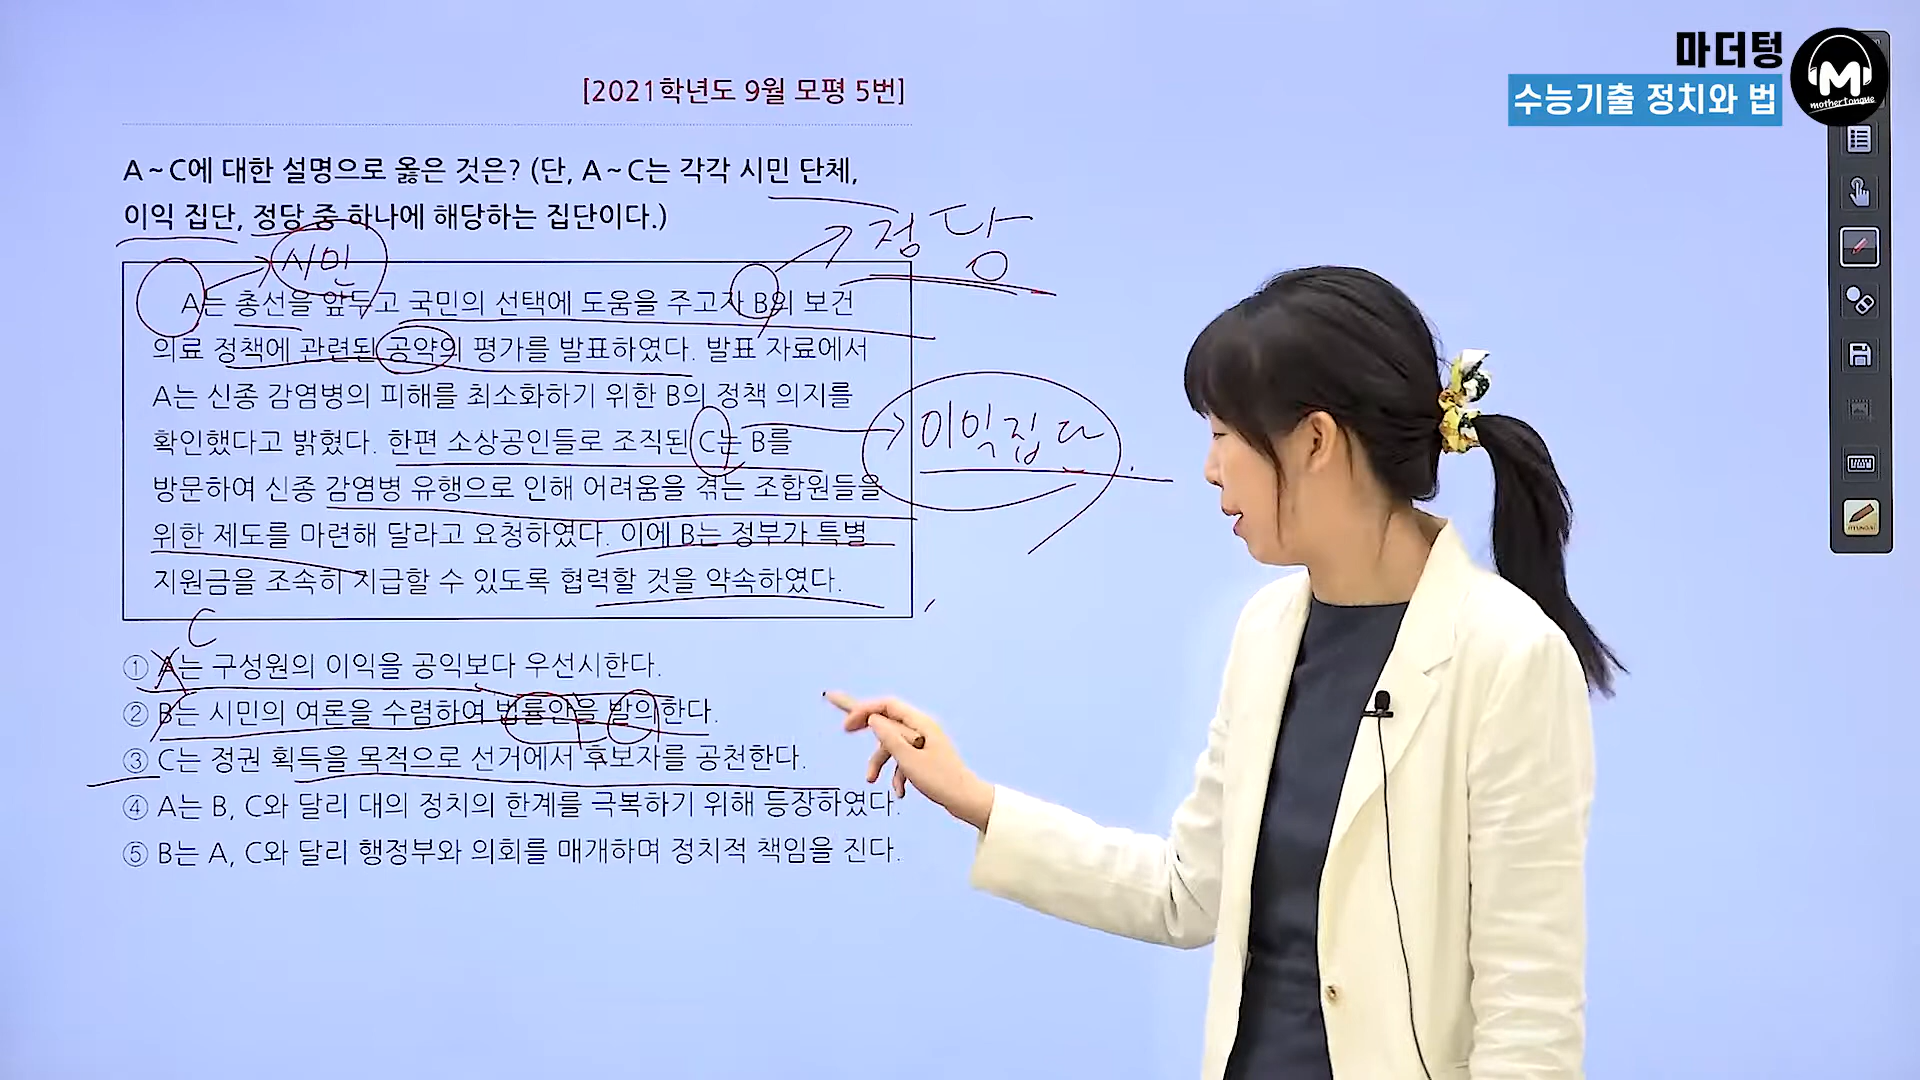 마더텅
수능기출 정치와 법
M
mothertongue
[2021학년도 9월 모평 5번]
A~C에 대한 설명으로 옳은 것은? (단, A~C는 각각 시민 단체,
이익 집단, 정당 중 하나에 해당하는 집단이다.)
시민
정당
A는 총선을 앞두고 국민의 선택에 도움을 주고자 B의 보건
의료 정책에 관련된 공약의 평가를 발표하였다. 발표 자료에서
A는 신종 감염병의 피해를 최소화하기 위한 B의 정책 의지를
확인했다고 밝혔다. 한편 소상공인들로 조직된 C는 B를
이익집단
방문하여 신종 감염병 유행으로 인해 어려움을 겪는 조합원들을
위한 제도를 마련해 달라고 요청하였다. 이에 B는 정부가 특별
지원금을 조속히 지급할 수 있도록 협력할 것을 약속하였다.
C
① A는 구성원의 이익을 공익보다 우선시한다.
② B는 시민의 여론을 수렴하여 법률안을 발의한다.
③ C는 정권 획득을 목적으로 선거에서 후보자를 공천한다.
④ A는 B, C와 달리 대의 정치의 한계를 극복하기 위해 등장하였다.
⑤ B는 A, C와 달리 행정부와 의회를 매개하며 정치적 책임을 진다.